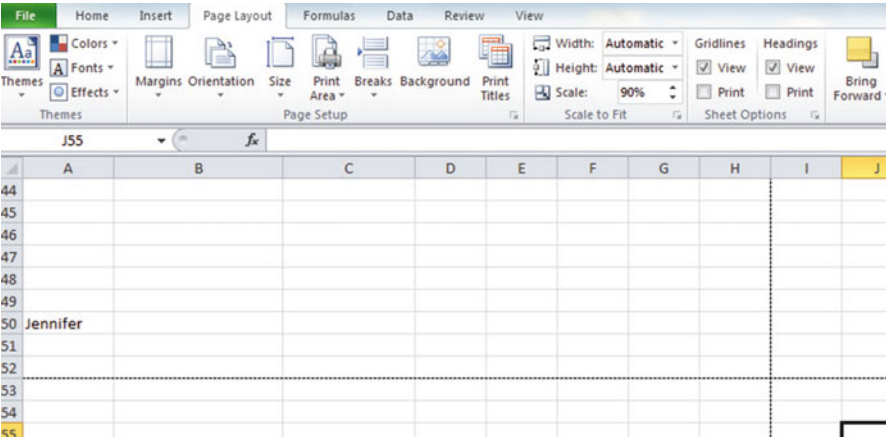 File Home Insert Page Layout Formulas Data Review View
Colors Width: Automatic Gridlines Headings
Aa A Fonts Height: Automatic View View
Themes Effects Margins Orientation Size Print Area Breaks Background Print Titles Scale: 90% Print Print Bring Forward
Themes Page Setup Scale to Fit Sheet Options
J55 fx
A B C D E F G H I J
44
45
46
47
48
49
50 Jennifer
51
52
53
54
55